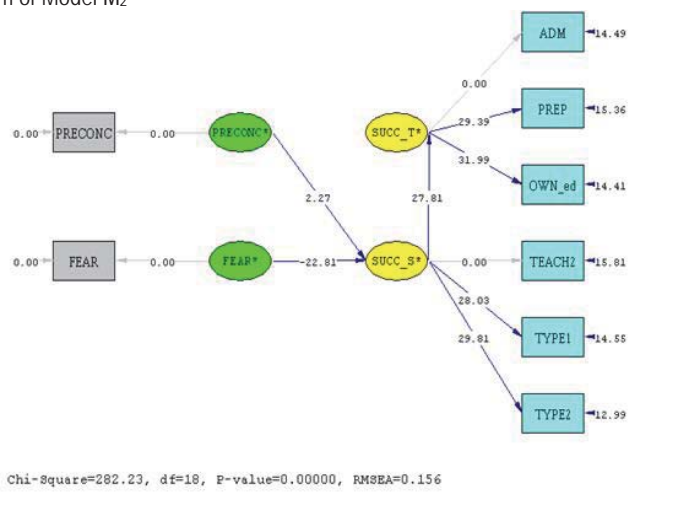 n of Model M2
ADM
14.49
0.00
PREP
15.36
29.39
0.00
PRECONC
0.00
PRECONC*
SUCC_T*
31.99
OWN_ed
14.41
2.27
27.81
0.00
FEAR
0.00
FEAR*
-22.81
SUCC_S*
0.00
TEACH2
15.81
28.03
TYPE1
14.55
29.81
TYPE2
12.99
Chi-Square=282.23, df=18, P-value=0.00000, RMSEA=0.156